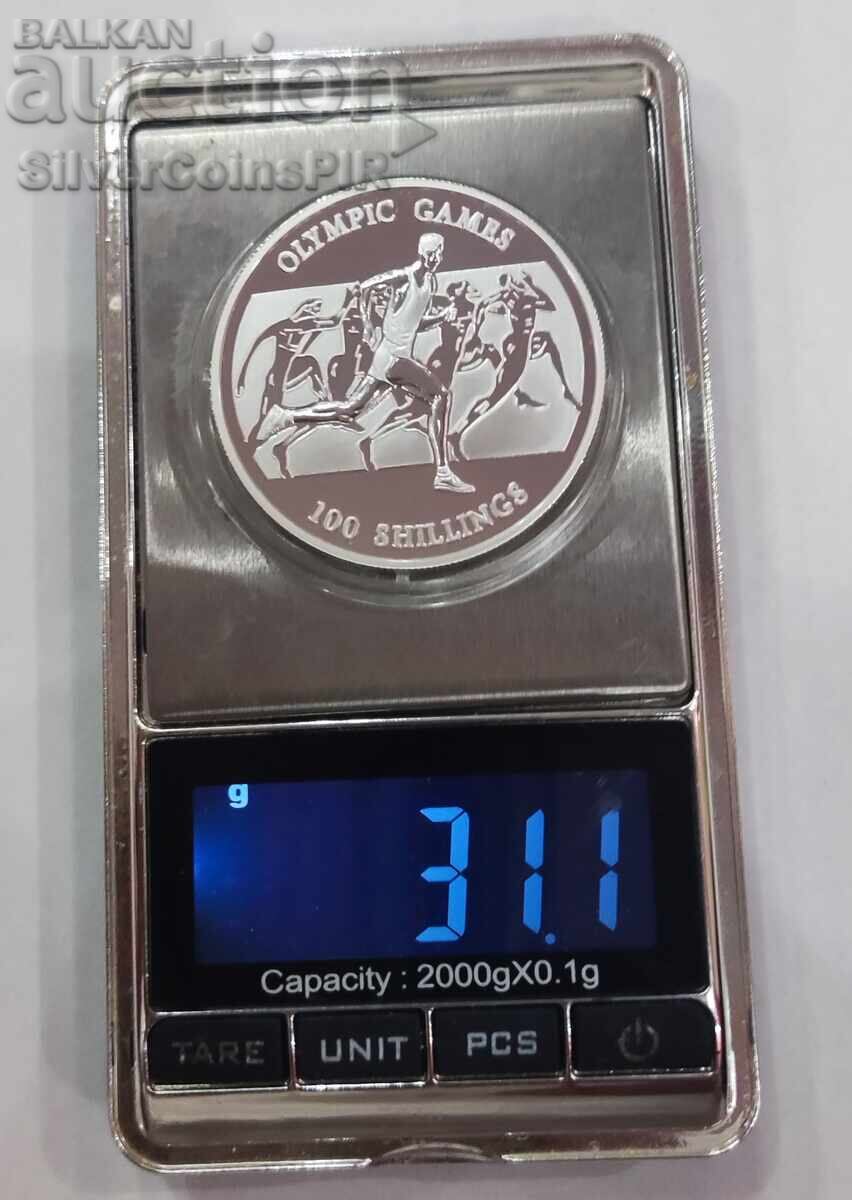 BALKAN
auction
SilverCoinsPIR
OLYMPIC GAMES
100 SHILLINGS
g
31.1
Capacity : 2000gX0.1g
TARE UNIT PCS